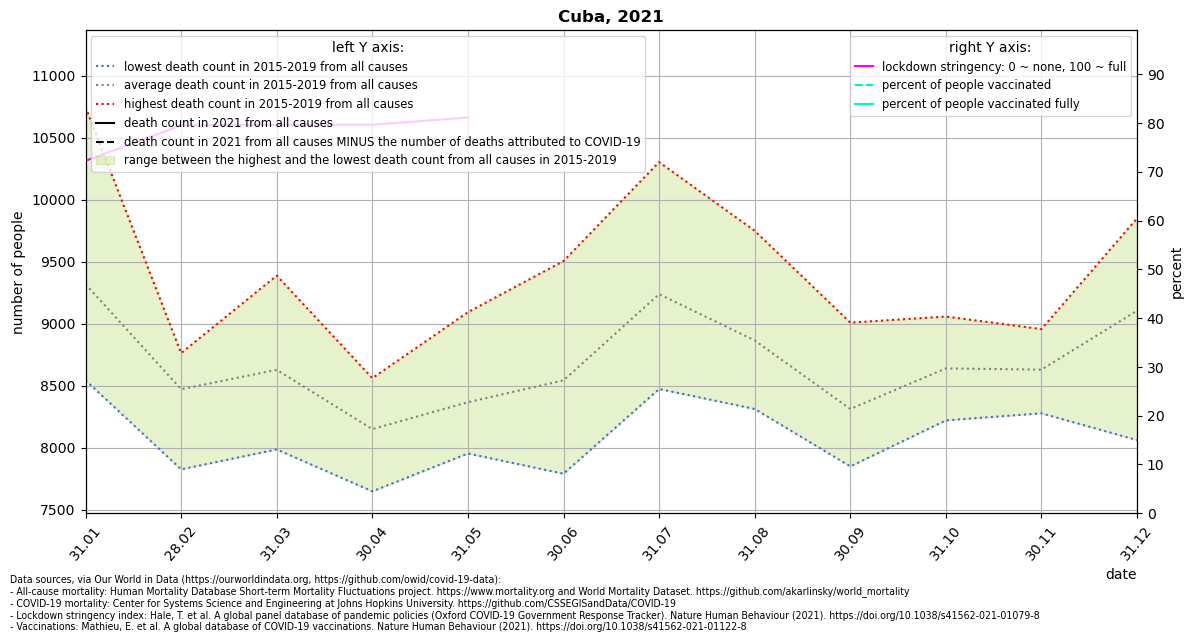 Cuba, 2021
left Y axis:
lowest death count in 2015-2019 from all causes
average death count in 2015-2019 from all causes
highest death count in 2015-2019 from all causes
death count in 2021 from all causes
death count in 2021 from all causes MINUS the number of deaths attributed to COVID-19
range between the highest and the lowest death count from all causes in 2015-2019
right Y axis:
lockdown stringency: 0 ~ none, 100 ~ full
percent of people vaccinated
percent of people vaccinated fully
number of people
11000
10500
10000
9500
9000
8500
8000
7500
percent
90
80
70
60
50
40
30
20
10
0
31.01
28.02
31.03
30.04
31.05
30.06
31.07
31.08
30.09
31.10
30.11
31.12
date
Data sources, via Our World in Data (https://ourworldindata.org, https://github.com/owid/covid-19-data):
- All-cause mortality: Human Mortality Database Short-term Mortality Fluctuations project. https://www.mortality.org and World Mortality Dataset. https://github.com/akarlinsky/world_mortality
- COVID-19 mortality: Center for Systems Science and Engineering at Johns Hopkins University. https://github.com/CSSEGISandData/COVID-19
- Lockdown stringency index: Hale, T. et al. A global panel database of pandemic policies (Oxford COVID-19 Government Response Tracker). Nature Human Behaviour (2021). https://doi.org/10.1038/s41562-021-01079-8
- Vaccinations: Mathieu, E. et al. A global database of COVID-19 vaccinations. Nature Human Behaviour (2021). https://doi.org/10.1038/s41562-021-01122-8